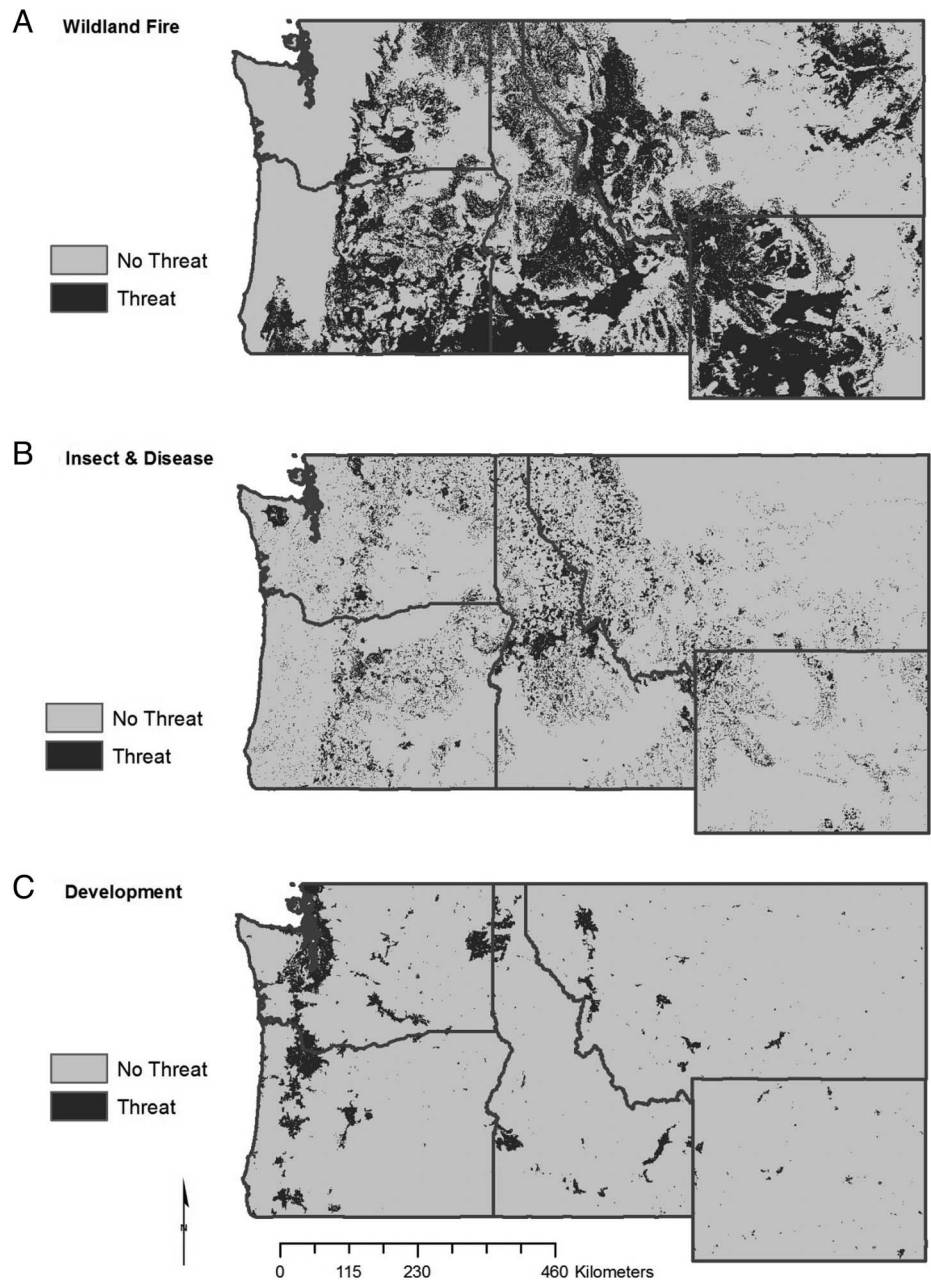 A Wildland Fire
No Threat
Threat
B Insect & Disease
No Threat
Threat
C Development
No Threat
Threat
N
0 115 230 460 Kilometers